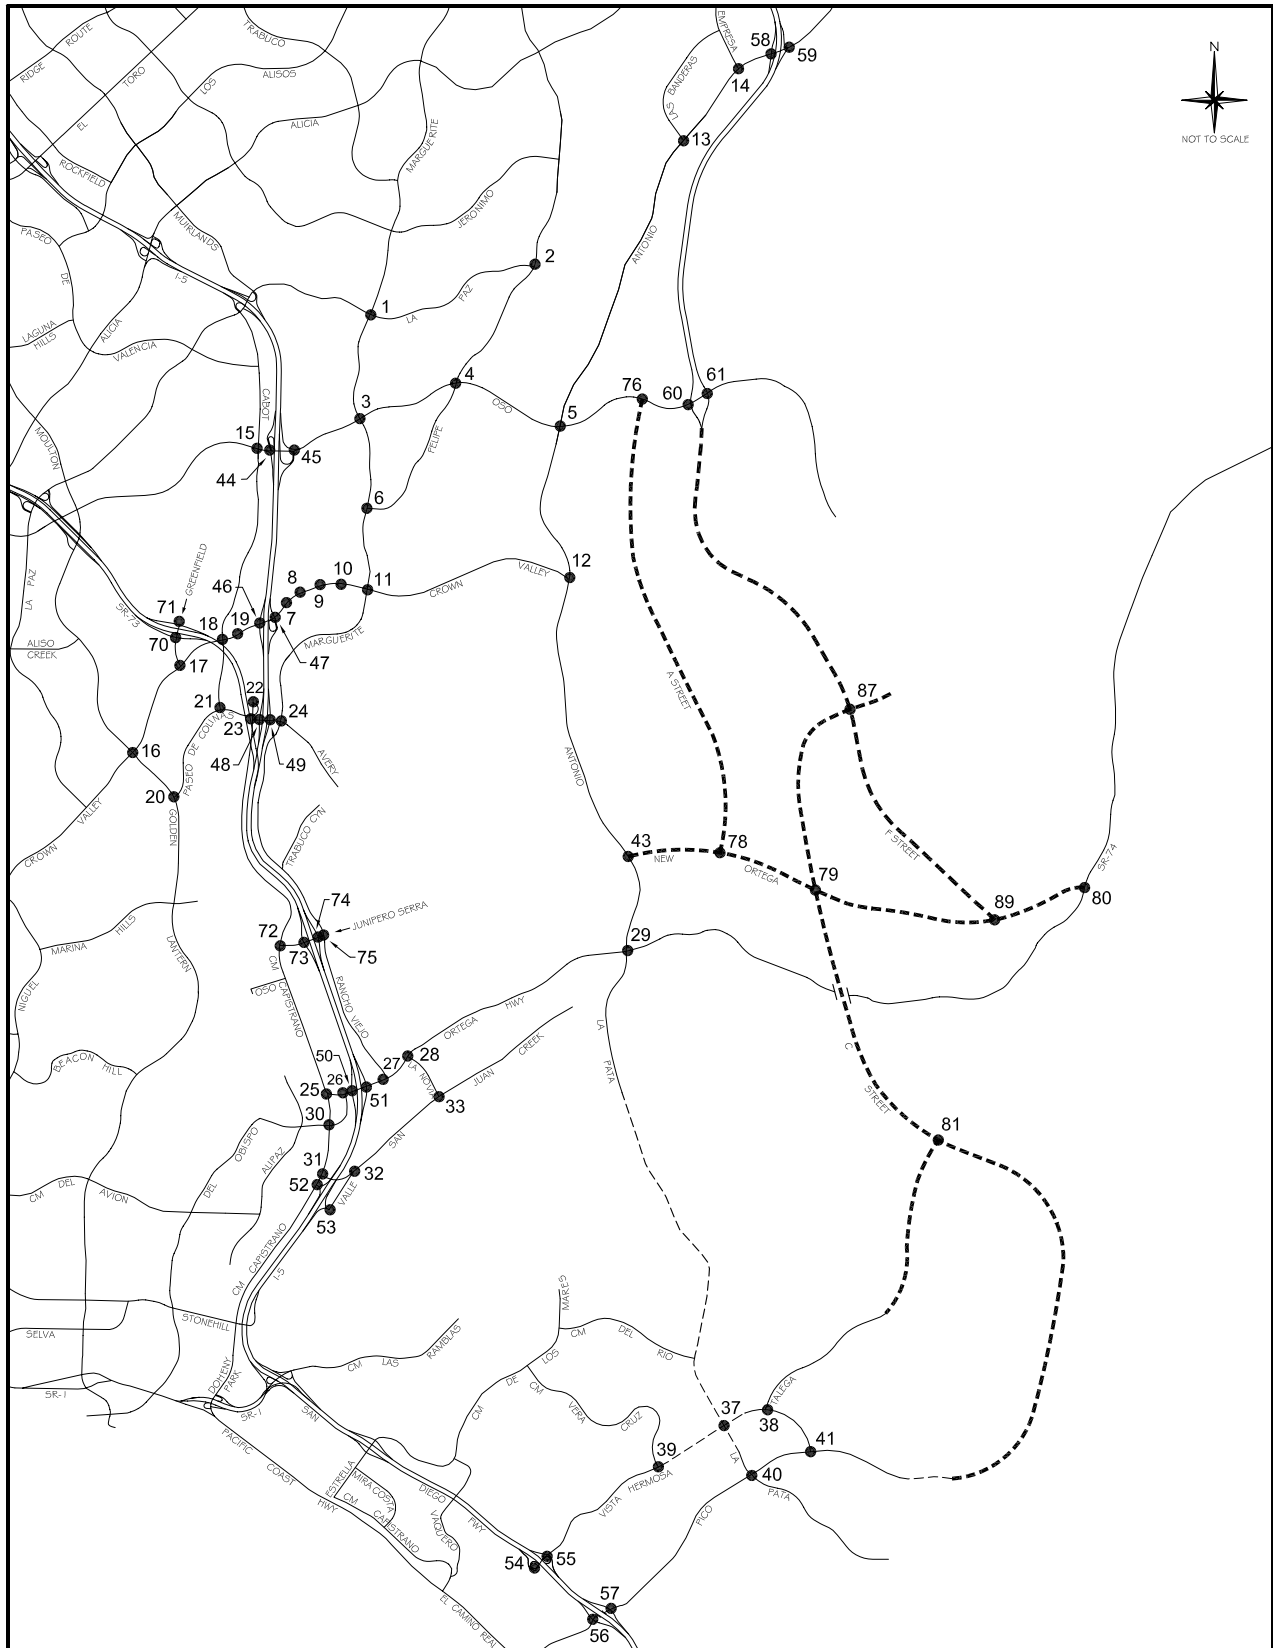 RIDGE ROUTE
TRABUCO
EMPRESA
58
59
14
N
NOT TO SCALE
EL TORO
LOS ALISOS
LAS BANDERAS
ALICIA
MARGUERITE
13
ROCKFIELD
JERONIMO
MUIRLANDS
PASEO DE VALENCIA
ANTONIO
2
I-5
LA PAZ
1
LAGUNA HILLS
ALICIA
4
61
76
60
CABOT
3
OSO
5
MOULTON
15
44
45
FELIPE
6
GREENFIELD
LA PAZ
SR-73
46
8
10
9
11
CROWN VALLEY
12
71
18
19
7
70
MARGUERITE
47
ALISO CREEK
17
A STREET
87
22
21
23
24
PASEO DE COLINAS
48
49
AVERY
ANTONIO
16
20
GOLDEN LANTERN
CROWN VALLEY
TRABUCO CYN
43
78
F STREET
NEW ORTEGA
79
SR-74
89
80
74
JUNIPERO SERRA
MARINA HILLS
72
73
75
29
CM CAPISTRANO
OSO
RANCHO VIEJO
NIGUEL
ORTEGA HWY
LA PATA
C STREET
BEACON HILL
50
27
28
SAN JUAN CREEK
LA NOVIA
25
26
51
33
30
81
DEL OBISPO
ALIPAZ
31
32
52
VALLE
53
CM DEL AVION
CM CAPISTRANO
I-5
MARES
STONEHILL
SELVA
CM LAS RAMBLAS
CM DEL RIO
CM DE LOS
DOHENY PARK
SR-1
SR-1
CM VERA CRUZ
TALEGA
37
38
SAN DIEGO FWY
PACIFIC COAST HWY
39
41
VISTA HERMOSA
LA PATA
40
ESTRELLA
MIRA COSTA
CM CAPISTRANO
VAQUERO
PICO
54
55
57
EL CAMINO REAL
56